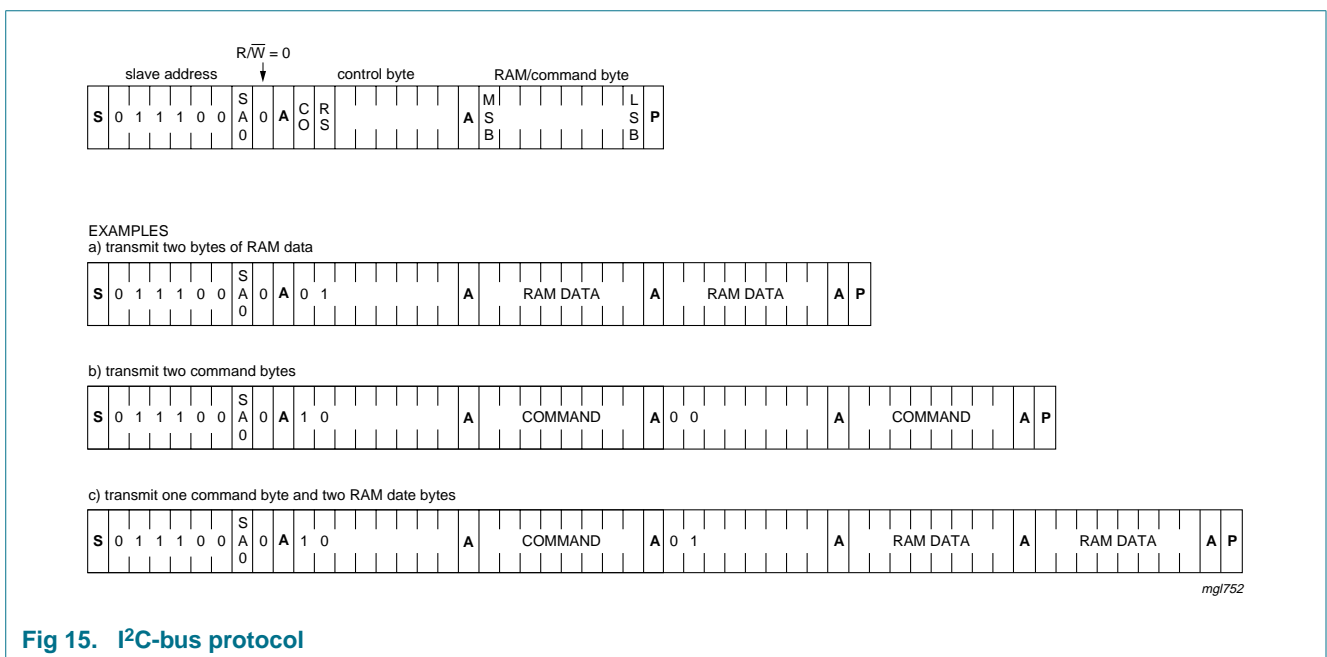 R/W̅ = 0
slave address control byte RAM/command byte
S 0 1 1 1 0 0 SA0 0 A CO RS A MSB LSB P
EXAMPLES
a) transmit two bytes of RAM data
S 0 1 1 1 0 0 SA0 0 A 0 1 A RAM DATA A RAM DATA A P
b) transmit two command bytes
S 0 1 1 1 0 0 SA0 0 A 1 0 A COMMAND A 0 0 A COMMAND A P
c) transmit one command byte and two RAM date bytes
S 0 1 1 1 0 0 SA0 0 A 1 0 A COMMAND A 0 1 A RAM DATA A RAM DATA A P
mgl752
Fig 15. I²C-bus protocol